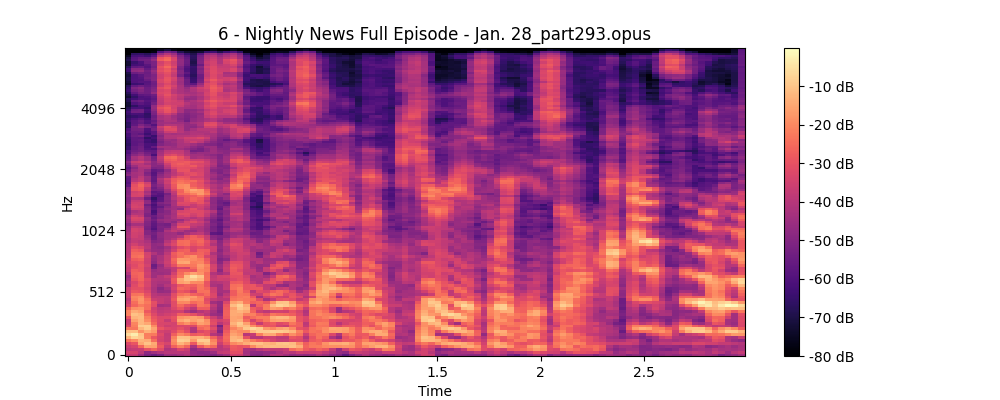 6 - Nightly News Full Episode - Jan. 28_part293.opus
Hz
4096
2048
1024
512
0
0
0.5
1
1.5
2
2.5
Time
-10 dB
-20 dB
-30 dB
-40 dB
-50 dB
-60 dB
-70 dB
-80 dB